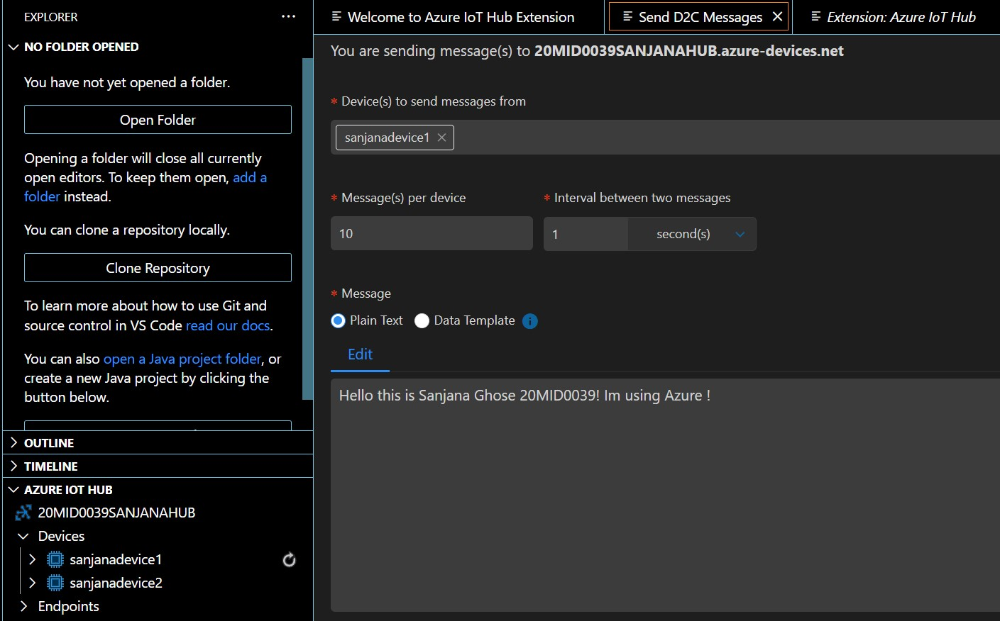 EXPLORER
NO FOLDER OPENED
You have not yet opened a folder.
Open Folder
Opening a folder will close all currently
open editors. To keep them open, add a
folder instead.
You can clone a repository locally.
Clone Repository
To learn more about how to use Git and
source control in VS Code read our docs.
You can also open a Java project folder, or
create a new Java project by clicking the
button below.
OUTLINE
TIMELINE
AZURE IOT HUB
20MID0039SANJANAHUB
Devices
sanjanadevice1
sanjanadevice2
Endpoints
Welcome to Azure IoT Hub Extension
Send D2C Messages
Extension: Azure IoT Hub
You are sending message(s) to 20MID0039SANJANAHUB.azure-devices.net
* Device(s) to send messages from
sanjanadevice1
* Message(s) per device
10
* Interval between two messages
1 second(s)
* Message
Plain Text Data Template
Edit
Hello this is Sanjana Ghose 20MID0039! Im using Azure !